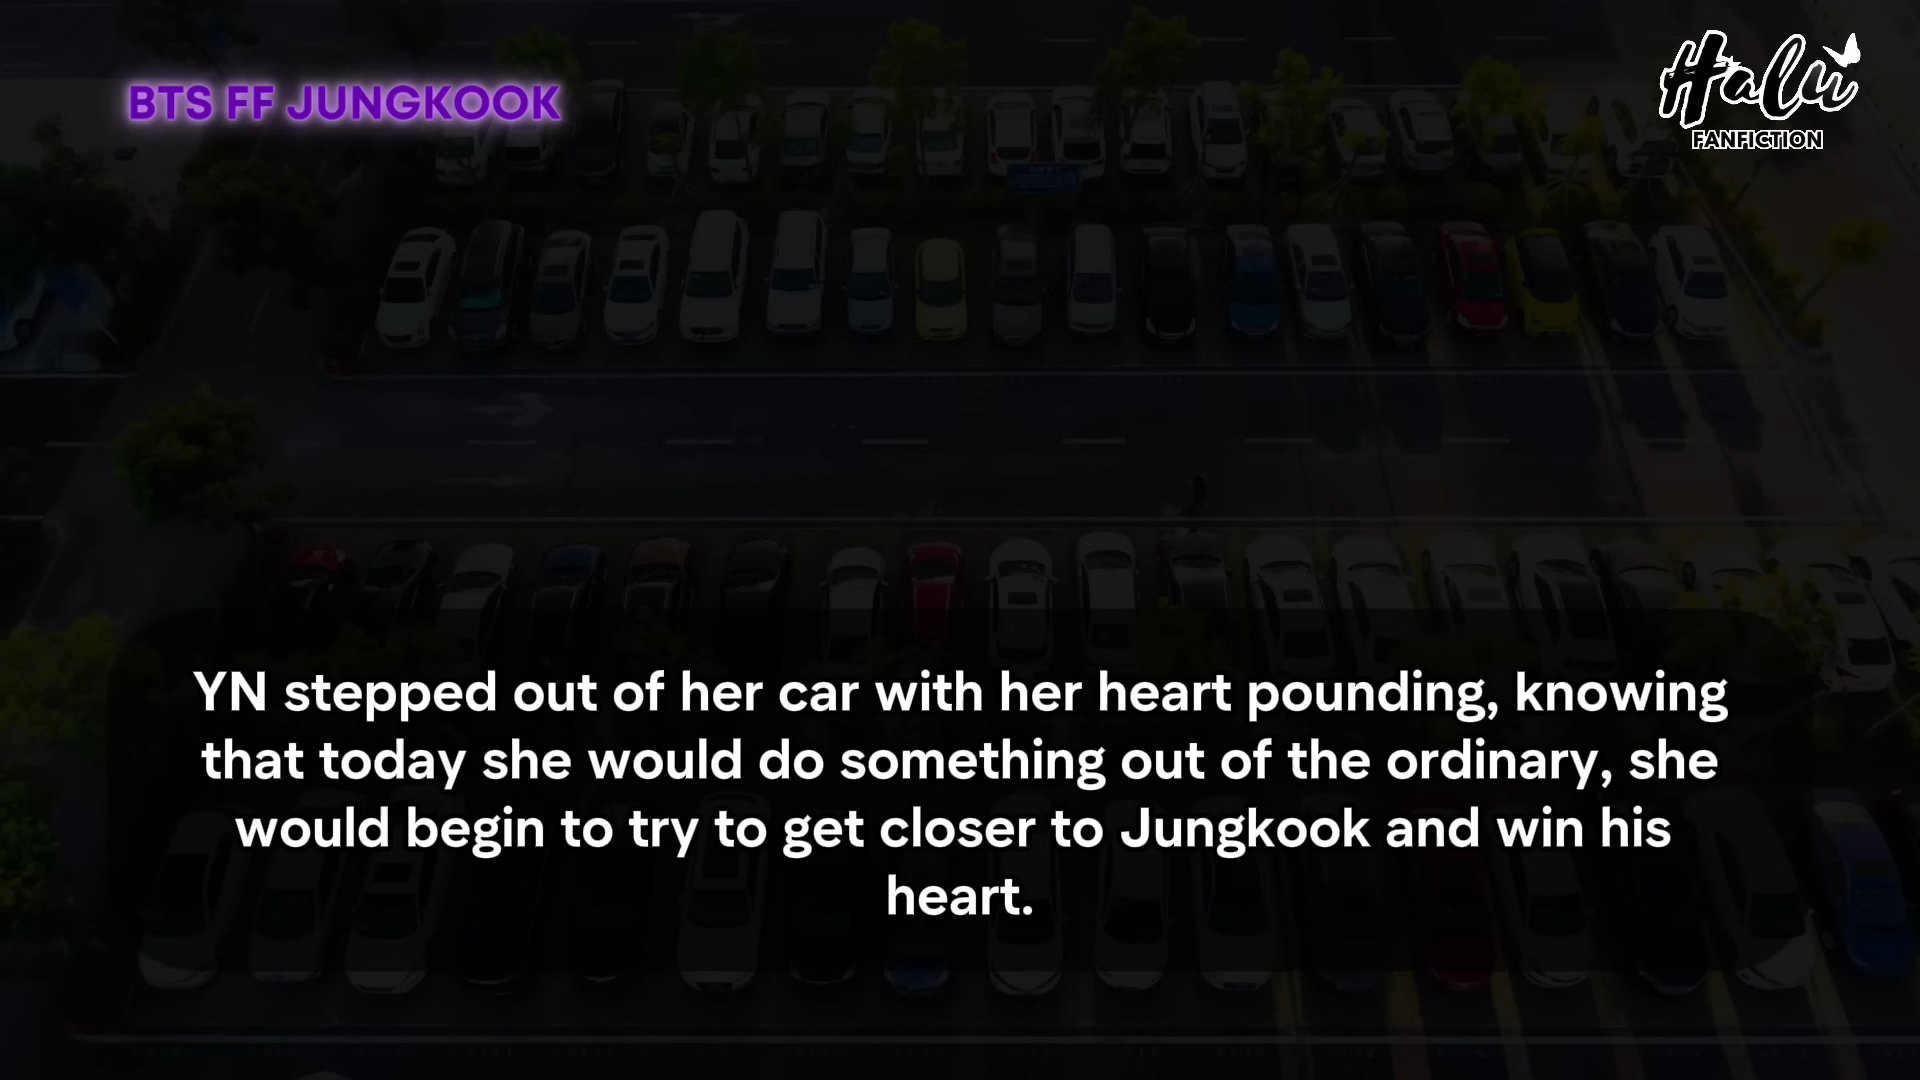 BTS FF JUNGKOOK
Halu
FANFICTION
YN stepped out of her car with her heart pounding, knowing
that today she would do something out of the ordinary, she
would begin to try to get closer to Jungkook and win his
heart.